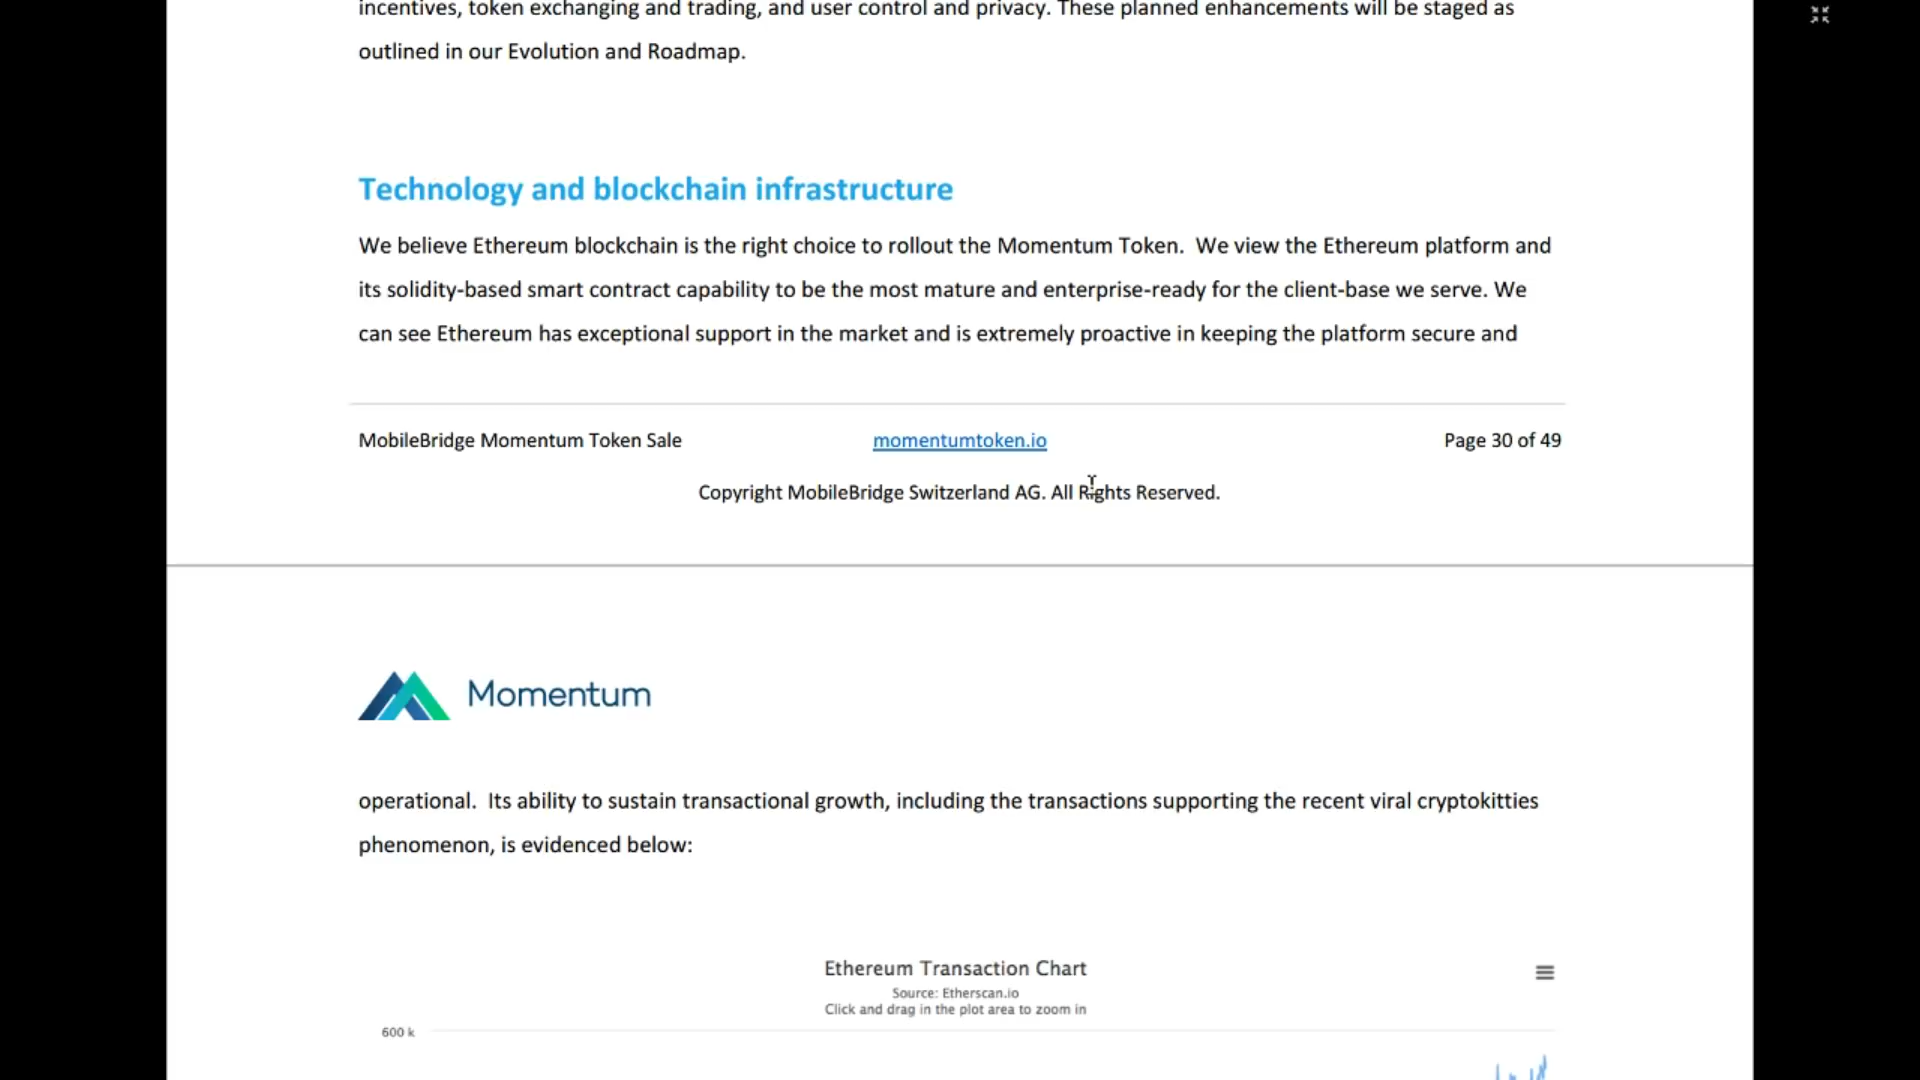 incentives, token exchanging and trading, and user control and privacy. These planned enhancements will be staged as
outlined in our Evolution and Roadmap.
Technology and blockchain infrastructure
We believe Ethereum blockchain is the right choice to rollout the Momentum Token.  We view the Ethereum platform and
its solidity-based smart contract capability to be the most mature and enterprise-ready for the client-base we serve. We
can see Ethereum has exceptional support in the market and is extremely proactive in keeping the platform secure and
MobileBridge Momentum Token Sale momentumtoken.io Page 30 of 49
Copyright MobileBridge Switzerland AG. All Rights Reserved.
Momentum
operational.  Its ability to sustain transactional growth, including the transactions supporting the recent viral cryptokitties
phenomenon, is evidenced below:
Ethereum Transaction Chart
Source: Etherscan.io
Click and drag in the plot area to zoom in
600 k